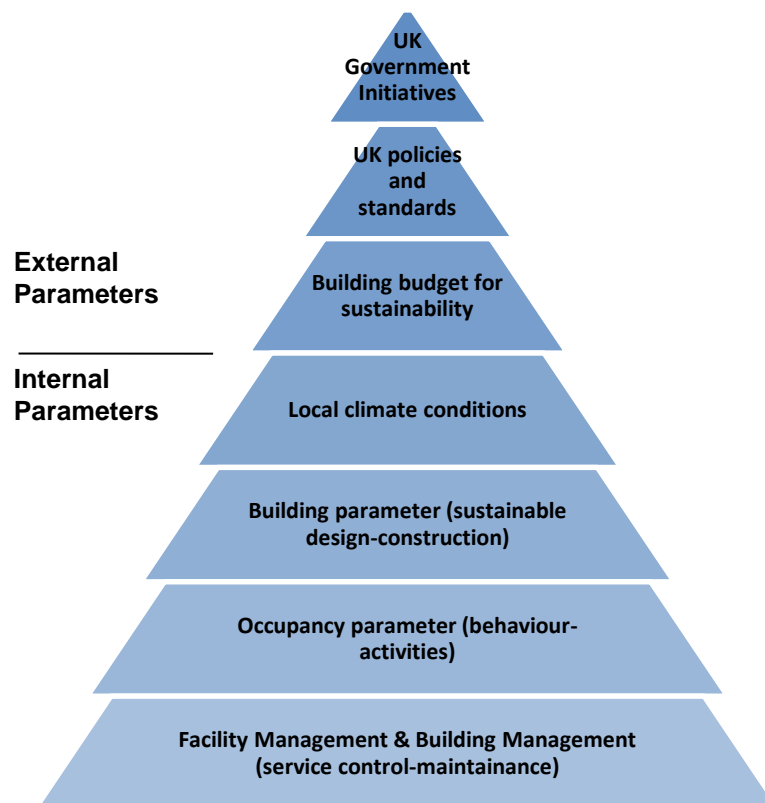 UK
Government
Initiatives
UK policies
and
standards
External
Parameters
Building budget for
sustainability
Internal
Parameters
Local climate conditions
Building parameter (sustainable
design-construction)
Occupancy parameter (behaviour-
activities)
Facility Management & Building Management
(service control-maintainance)